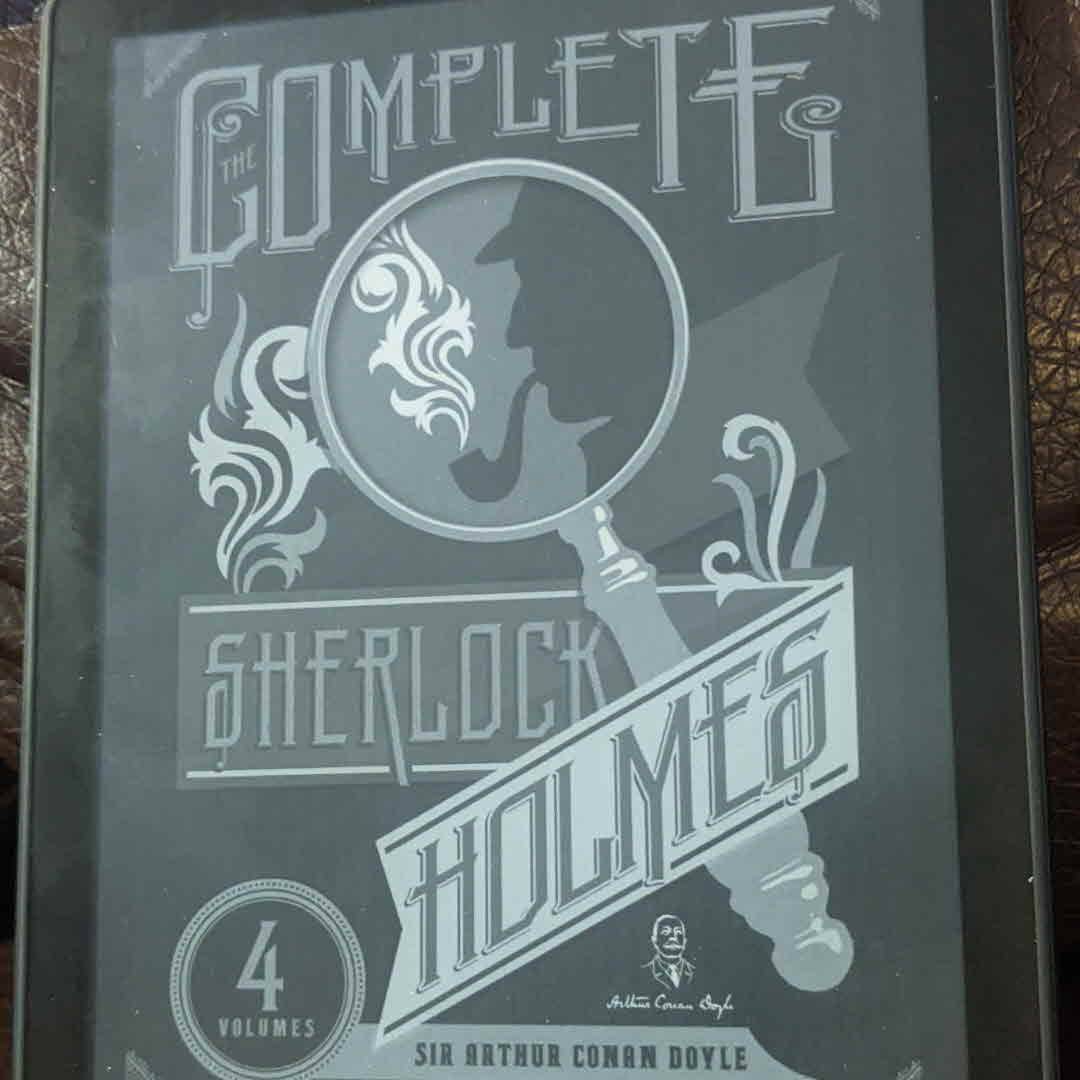 THE
COMPLETE
SHERLOCK
HOLMES
4
VOLUMES
Arthur Conan Doyle
SIR ARTHUR CONAN DOYLE